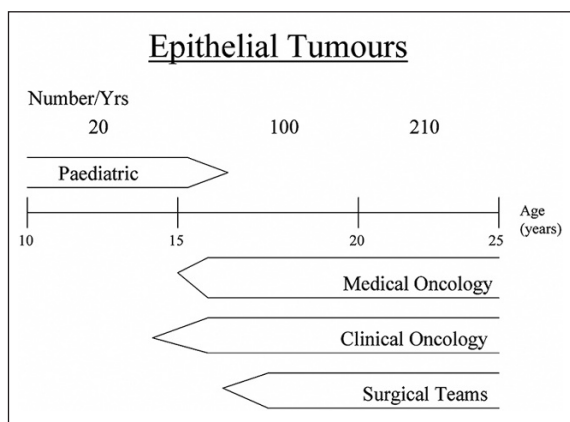 Epithelial Tumours
Number/Yrs
20 100 210
Paediatric
Age
(years)
10 15 20 25
Medical Oncology
Clinical Oncology
Surgical Teams